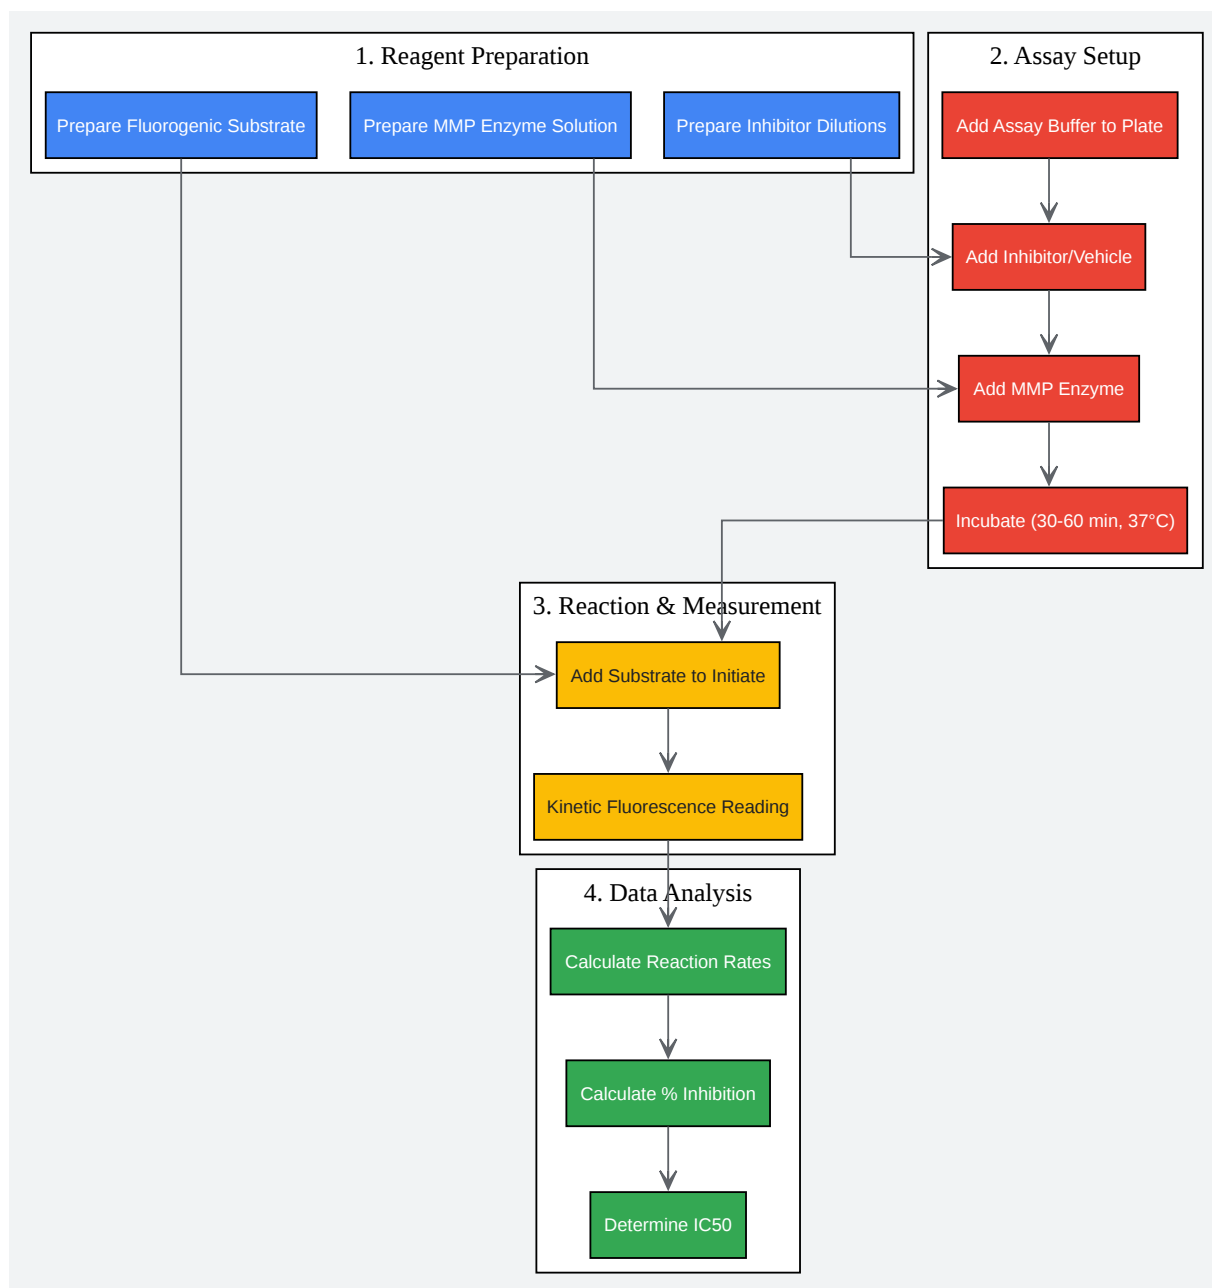 1. Reagent Preparation
Prepare Fluorogenic Substrate
Prepare MMP Enzyme Solution
Prepare Inhibitor Dilutions
2. Assay Setup
Add Assay Buffer to Plate
Add Inhibitor/Vehicle
Add MMP Enzyme
Incubate (30-60 min, 37°C)
3. Reaction & Measurement
Add Substrate to Initiate
Kinetic Fluorescence Reading
4. Data Analysis
Calculate Reaction Rates
Calculate % Inhibition
Determine IC50